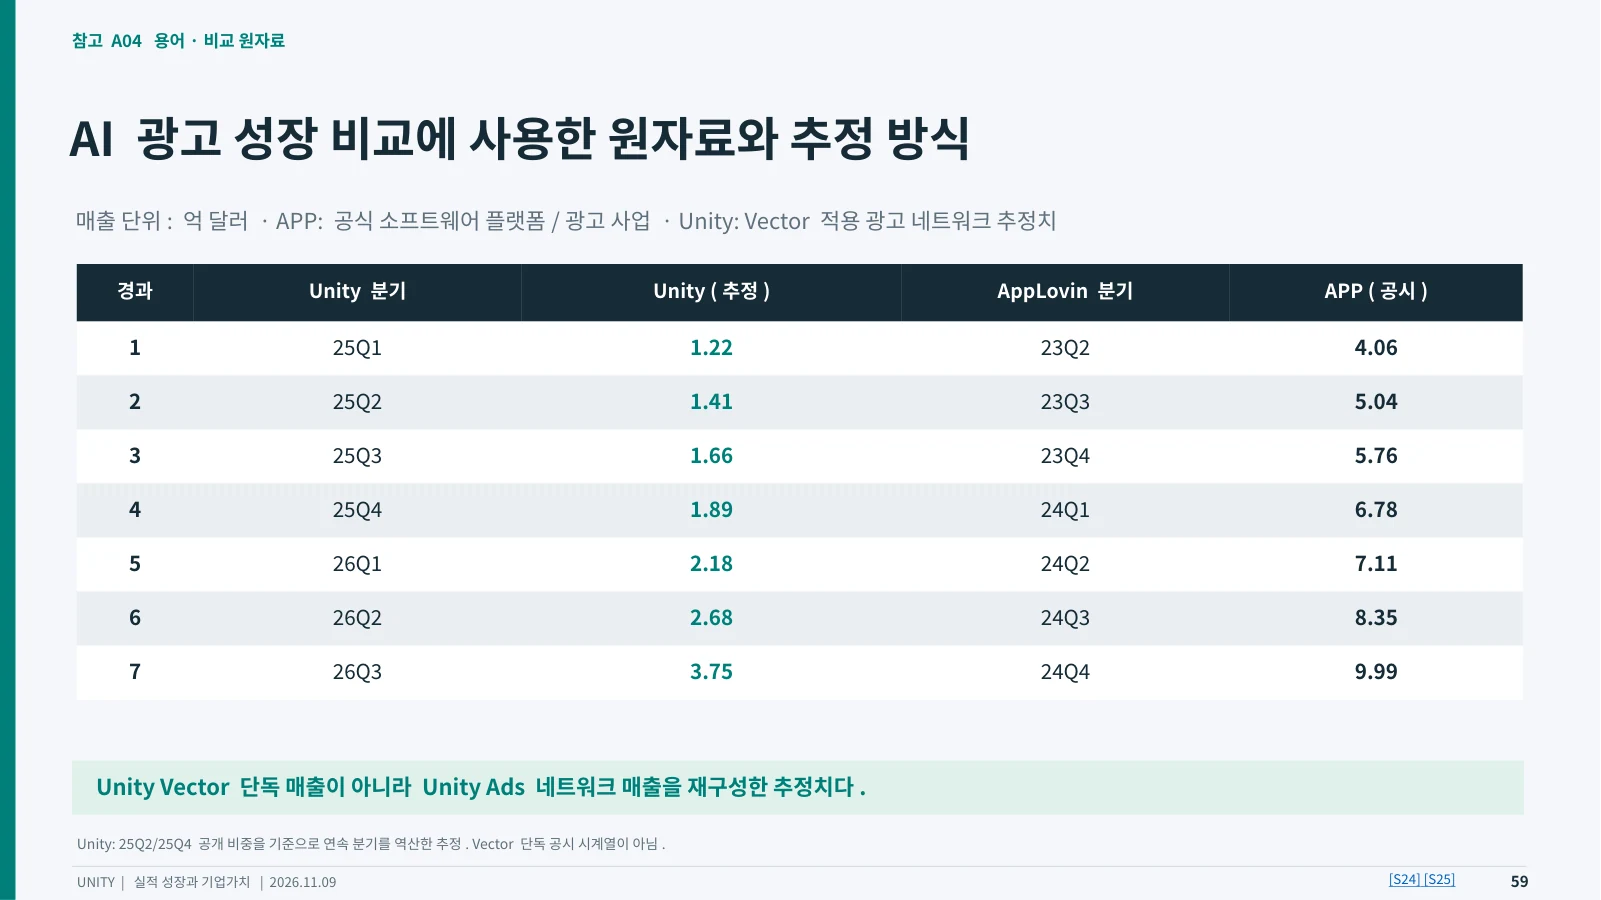 참고 A04 용어 · 비교 원자료
AI 광고 성장 비교에 사용한 원자료와 추정 방식
매출 단위 : 억 달러 · APP: 공식 소프트웨어 플랫폼 / 광고 사업 · Unity: Vector 적용 광고 네트워크 추정치
경과 Unity 분기 Unity ( 추정 ) AppLovin 분기 APP ( 공시 )
1 25Q1 1.22 23Q2 4.06
2 25Q2 1.41 23Q3 5.04
3 25Q3 1.66 23Q4 5.76
4 25Q4 1.89 24Q1 6.78
5 26Q1 2.18 24Q2 7.11
6 26Q2 2.68 24Q3 8.35
7 26Q3 3.75 24Q4 9.99
Unity Vector 단독 매출이 아니라 Unity Ads 네트워크 매출을 재구성한 추정치다 .
Unity: 25Q2/25Q4 공개 비중을 기준으로 연속 분기를 역산한 추정 . Vector 단독 공시 시계열이 아님 .
UNITY | 실적 성장과 기업가치 | 2026.11.09 [S24] [S25] 59